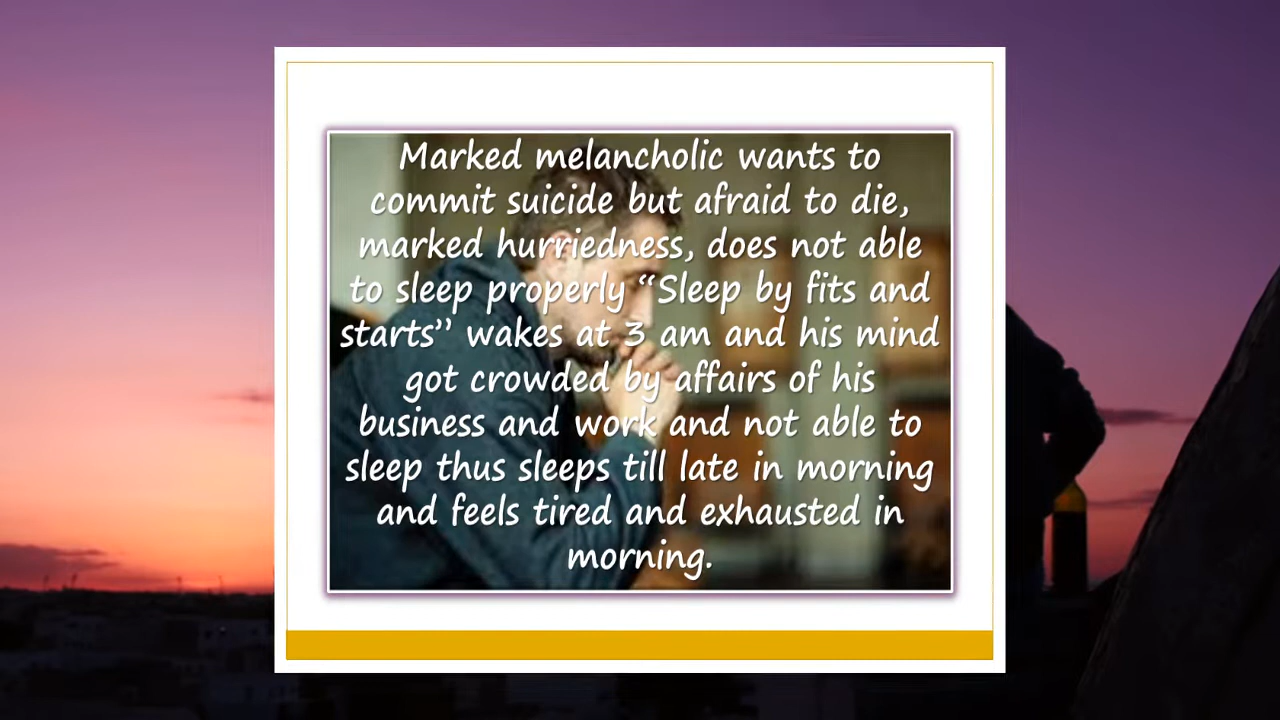 Marked melancholic wants to
commit suicide but afraid to die,
marked hurriedness, does not able
to sleep properly “Sleep by fits and
starts” wakes at 3 am and his mind
got crowded by affairs of his
business and work and not able to
sleep thus sleeps till late in morning
and feels tired and exhausted in
morning.